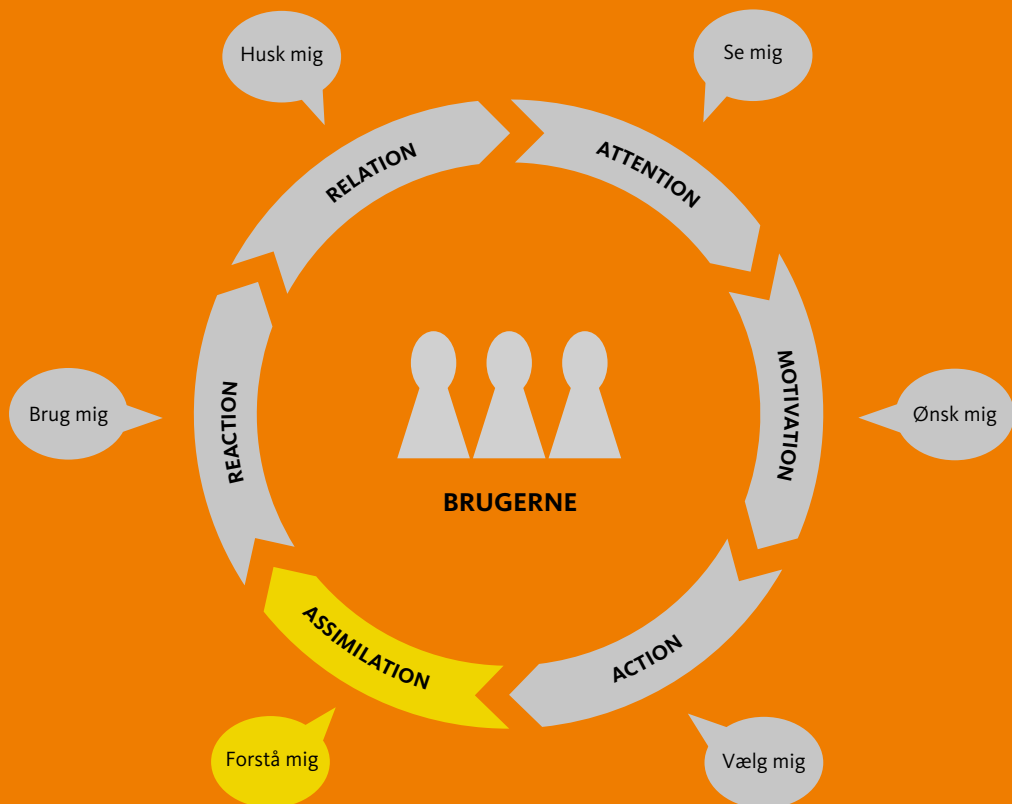 Husk mig
Se mig
RELATION
ATTENTION
Brug mig
REACTION
MOTIVATION
Ønsk mig
BRUGERNE
ASSIMILATION
ACTION
Forstå mig
Vælg mig